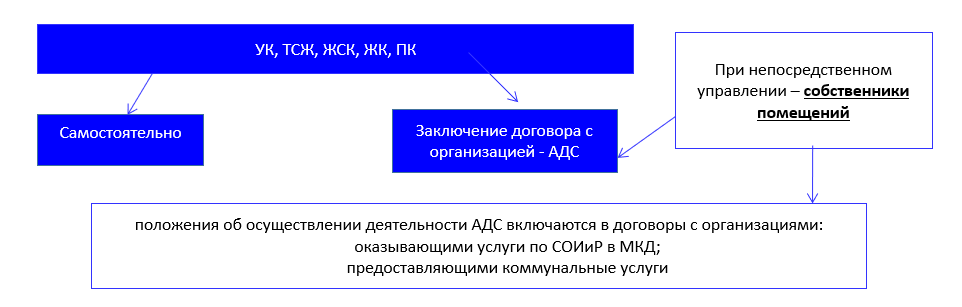 УК, ТСЖ, ЖСК, ЖК, ПК
При непосредственном
управлении – собственники
помещений
Самостоятельно
Заключение договора с
организацией - АДС
положения об осуществлении деятельности АДС включаются в договоры с организациями:
оказывающими услуги по СОИиР в МКД;
предоставляющими коммунальные услуги